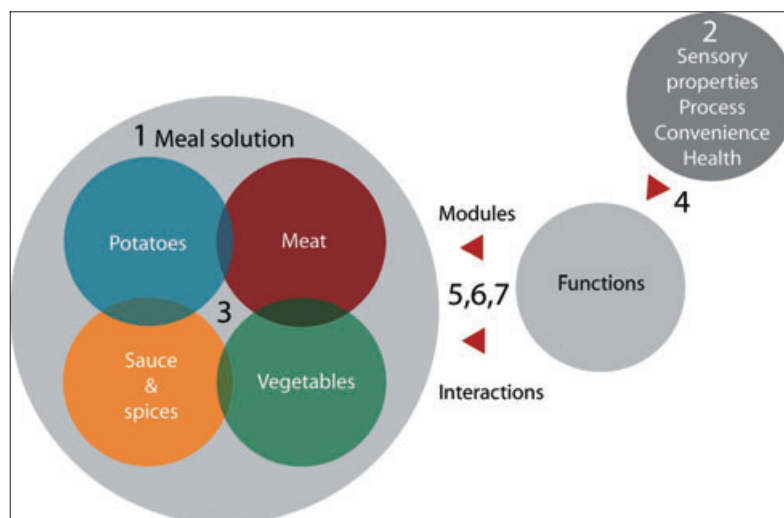 1 Meal solution
Potatoes
Meat
3
Sauce
&
spices
Vegetables
Modules
5,6,7
Interactions
Functions
4
2
Sensory
properties
Process
Convenience
Health